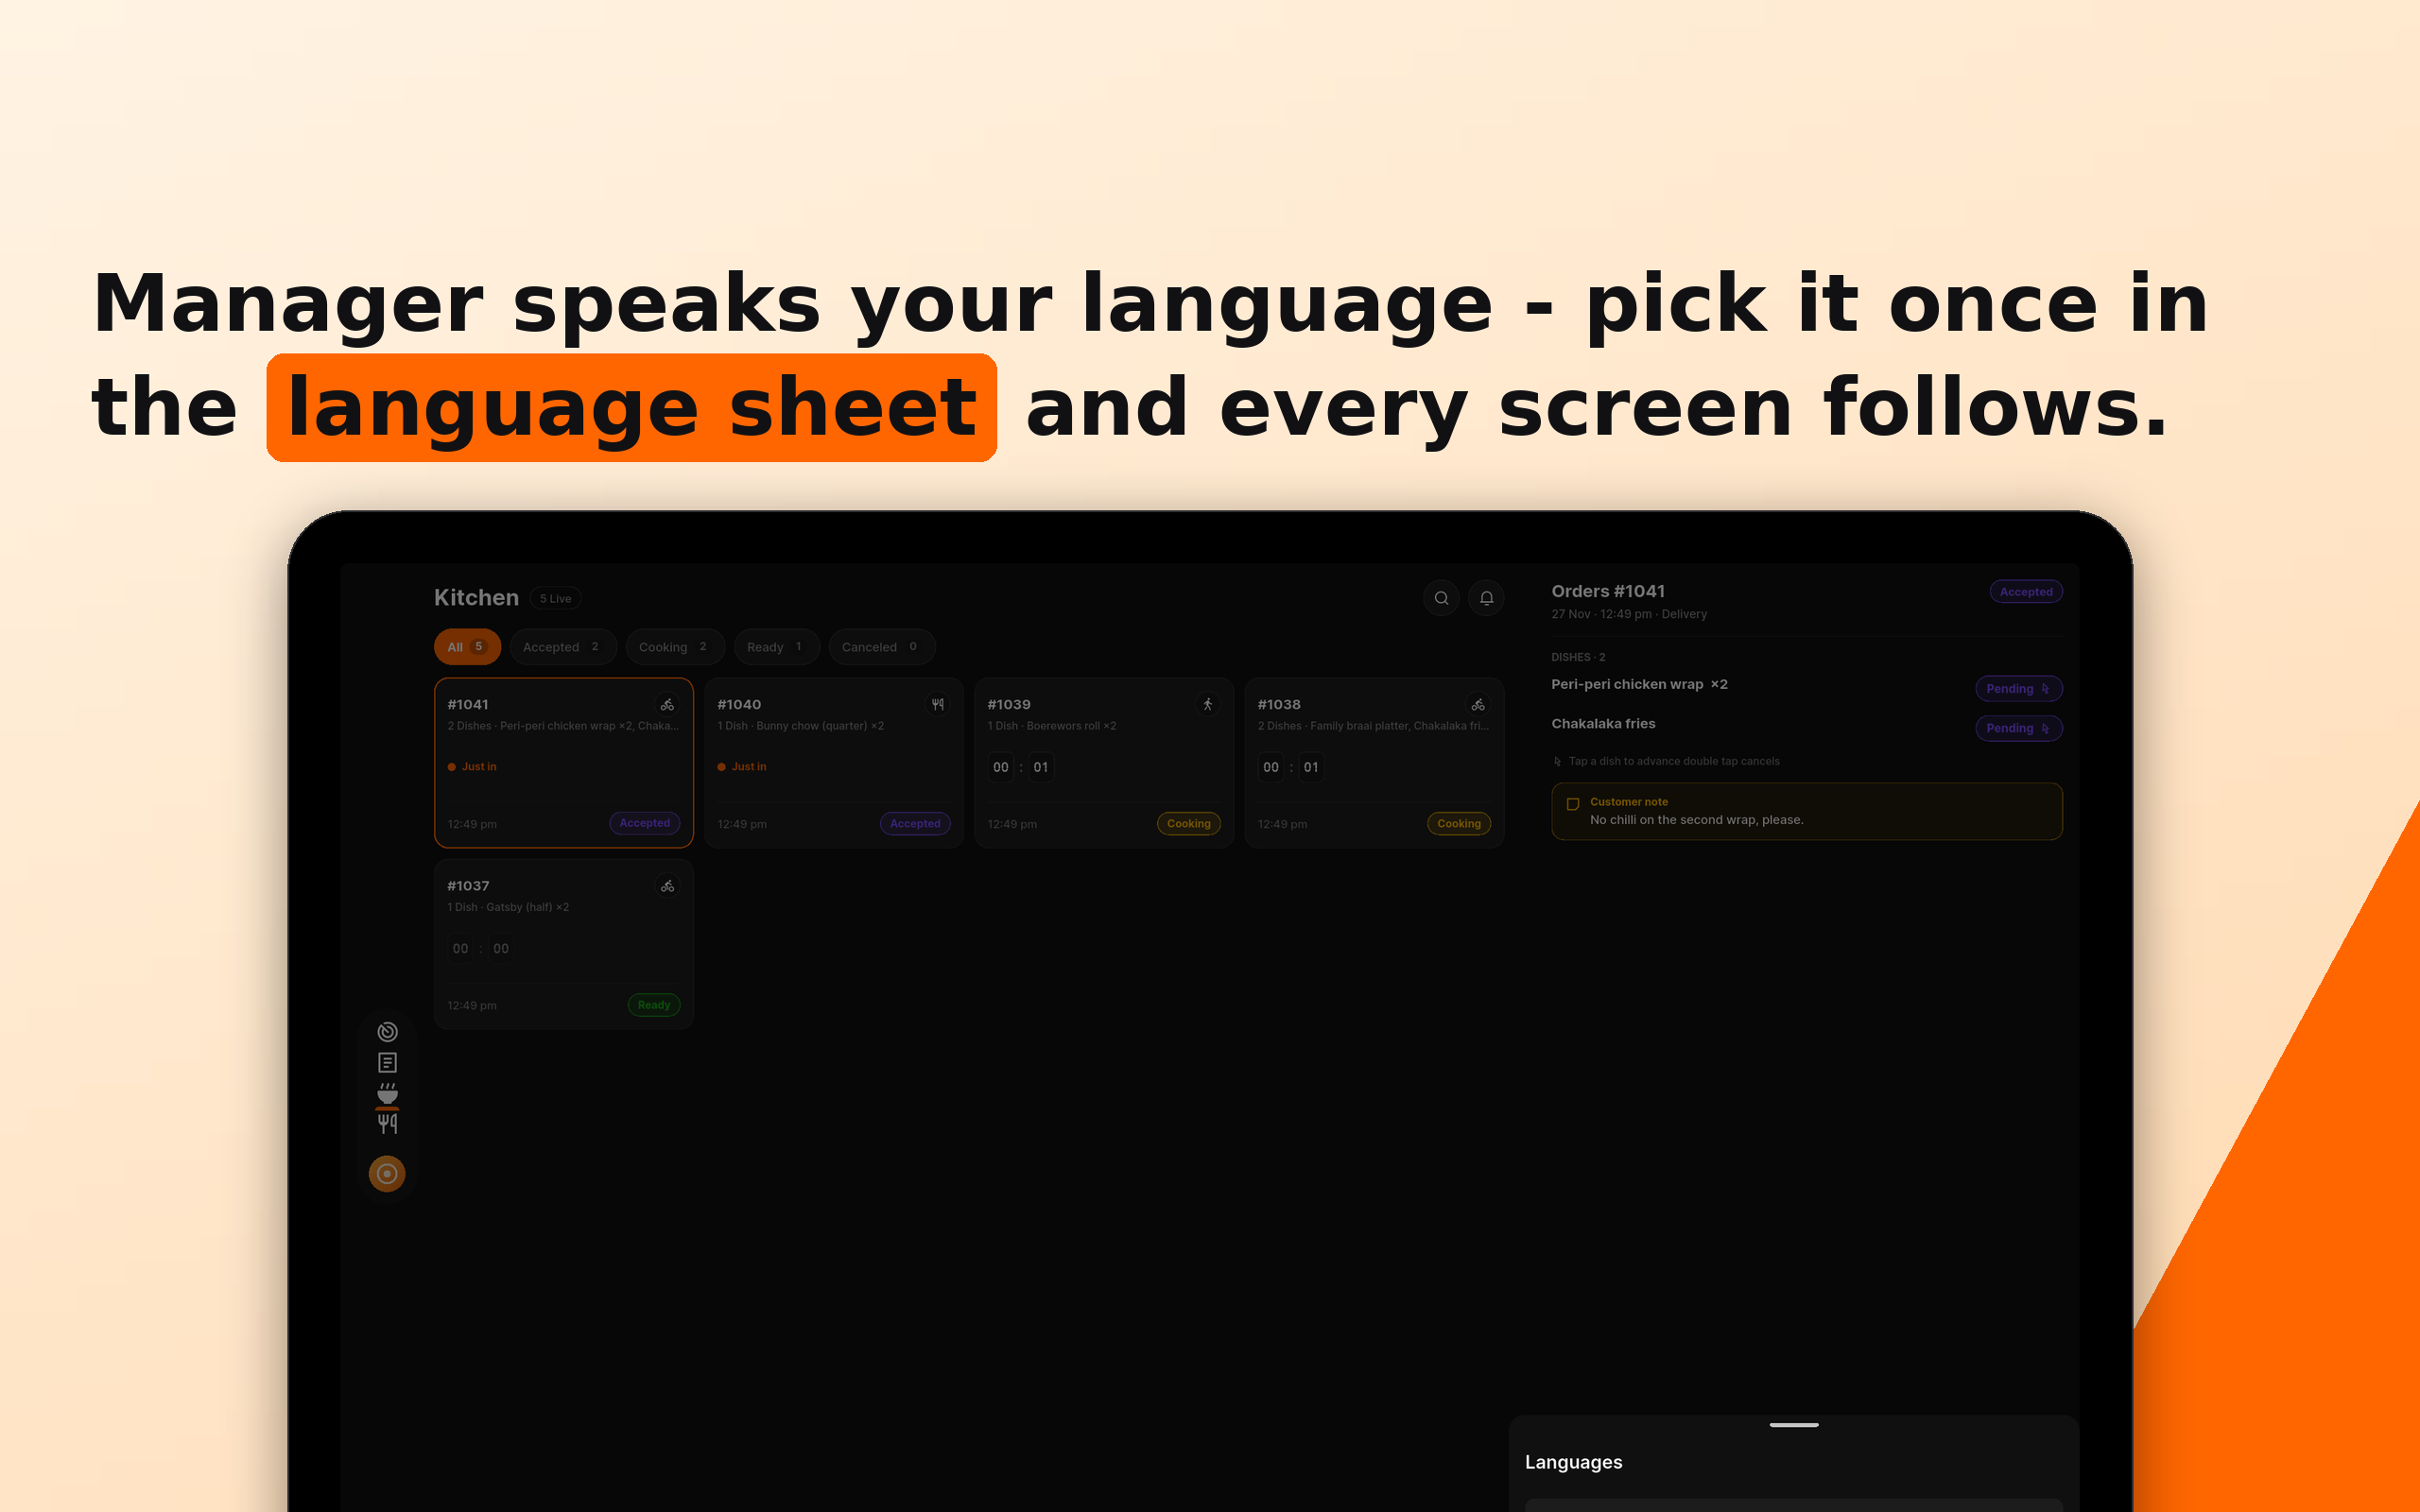 Manager speaks your language - pick it once in
the language sheet and every screen follows.
Kitchen 5 Live
All 5 Accepted 2 Cooking 2 Ready 1 Canceled 0
#1041
2 Dishes · Peri-peri chicken wrap ×2, Chaka...
Just in
12:49 pm Accepted
#1040
1 Dish · Bunny chow (quarter) ×2
Just in
12:49 pm Accepted
#1039
1 Dish · Boerewors roll ×2
00 : 01
12:49 pm Cooking
#1038
2 Dishes · Family braai platter, Chakalaka fri...
00 : 01
12:49 pm Cooking
#1037
1 Dish · Gatsby (half) ×2
00 : 00
12:49 pm Ready
Orders #1041 Accepted
27 Nov · 12:49 pm · Delivery
DISHES · 2
Peri-peri chicken wrap ×2 Pending
Chakalaka fries Pending
Tap a dish to advance double tap cancels
Customer note
No chilli on the second wrap, please.
Languages